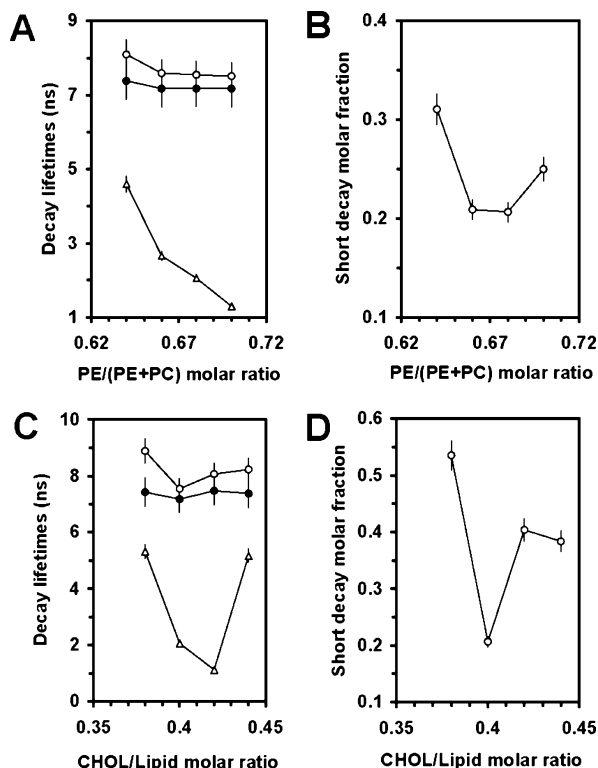 A
B
9
7
5
3
1
Decay lifetimes (ns)
0.62
0.67
0.72
PE/(PE+PC) molar ratio
0.4
0.3
0.2
0.1
Short decay molar fraction
0.62
0.67
0.72
PE/(PE+PC) molar ratio
C
D
10
8
6
4
2
0
Decay lifetimes (ns)
0.35
0.4
0.45
CHOL/Lipid molar ratio
0.6
0.5
0.4
0.3
0.2
0.1
Short decay molar fraction
0.35
0.4
0.45
CHOL/Lipid molar ratio